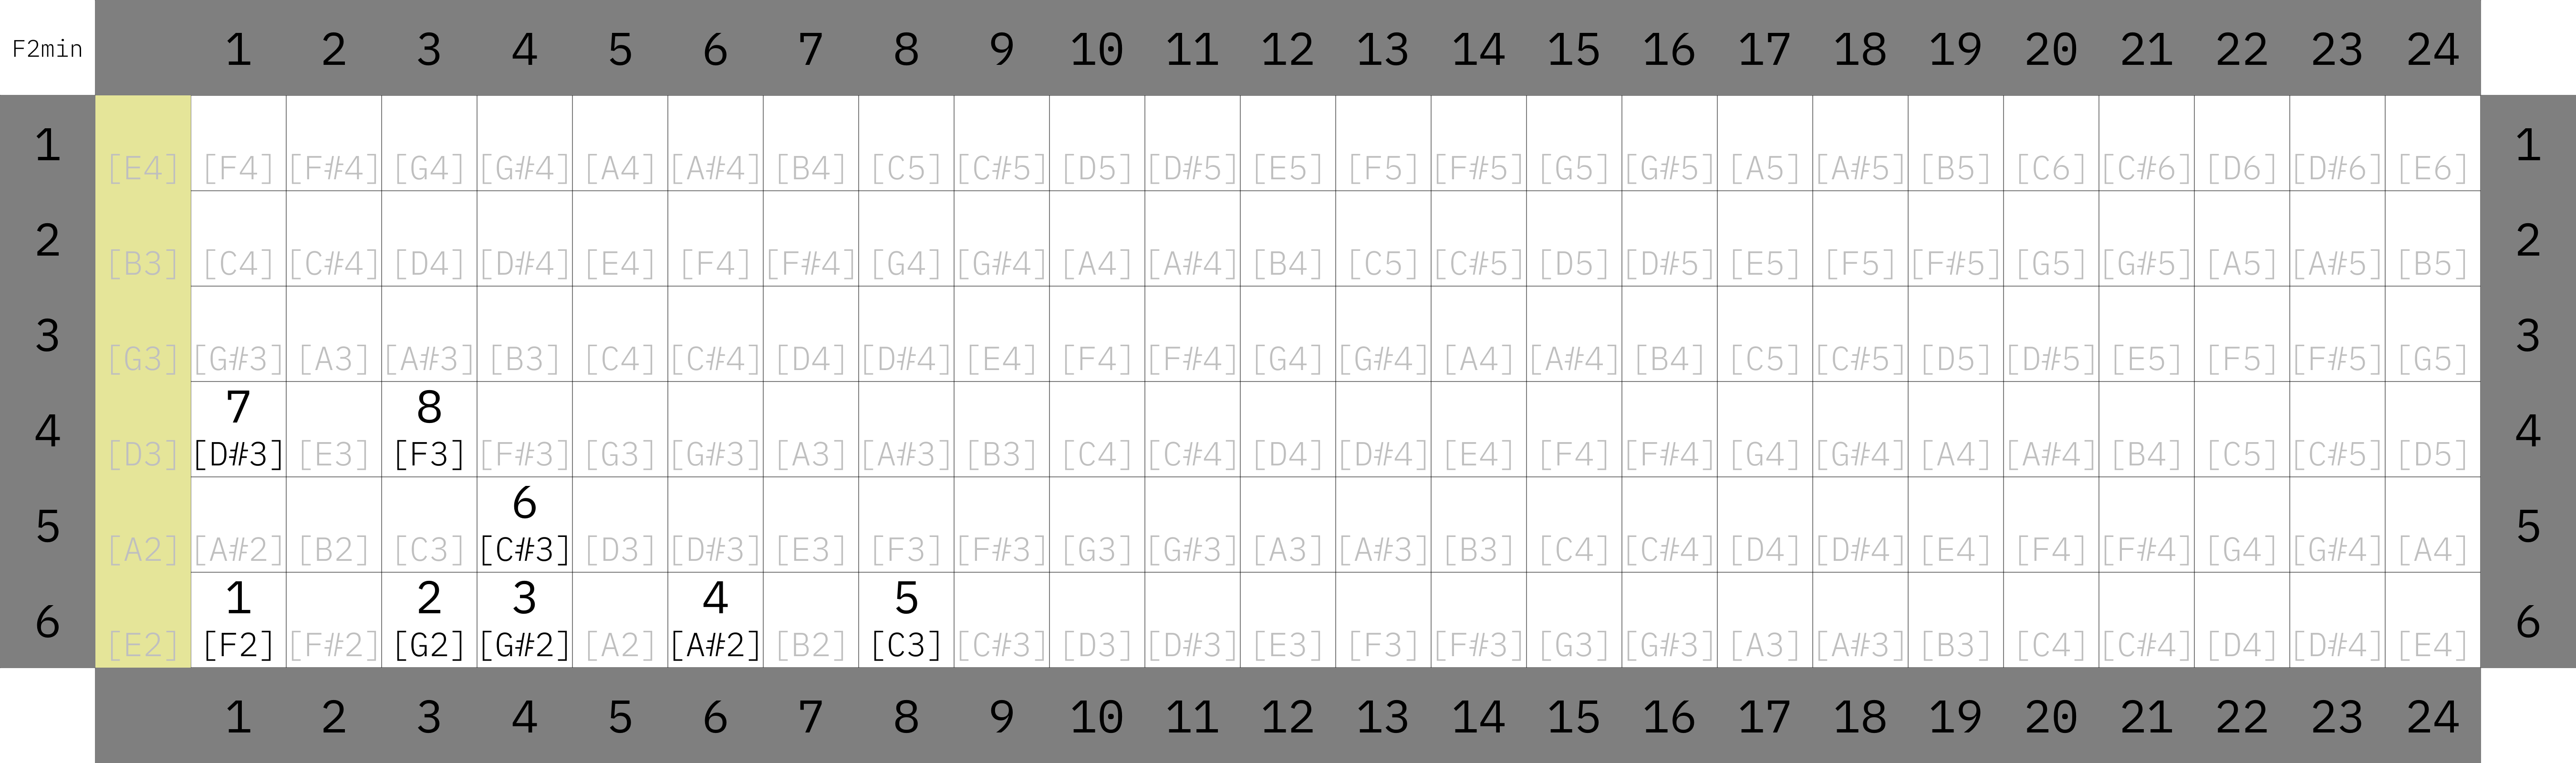 F2min 1 2 3 4 5 6 7 8 9 10 11 12 13 14 15 16 17 18 19 20 21 22 23 24
1 [E4] [F4] [F#4] [G4] [G#4] [A4] [A#4] [B4] [C5] [C#5] [D5] [D#5] [E5] [F5] [F#5] [G5] [G#5] [A5] [A#5] [B5] [C6] [C#6] [D6] [D#6] [E6] 1
2 [B3] [C4] [C#4] [D4] [D#4] [E4] [F4] [F#4] [G4] [G#4] [A4] [A#4] [B4] [C5] [C#5] [D5] [D#5] [E5] [F5] [F#5] [G5] [G#5] [A5] [A#5] [B5] 2
3 [G3] [G#3] [A3] [A#3] [B3] [C4] [C#4] [D4] [D#4] [E4] [F4] [F#4] [G4] [G#4] [A4] [A#4] [B4] [C5] [C#5] [D5] [D#5] [E5] [F5] [F#5] [G5] 3
7 8
4 [D3] [D#3] [E3] [F3] [F#3] [G3] [G#3] [A3] [A#3] [B3] [C4] [C#4] [D4] [D#4] [E4] [F4] [F#4] [G4] [G#4] [A4] [A#4] [B4] [C5] [C#5] [D5] 4
6
5 [A2] [A#2] [B2] [C3] [C#3] [D3] [D#3] [E3] [F3] [F#3] [G3] [G#3] [A3] [A#3] [B3] [C4] [C#4] [D4] [D#4] [E4] [F4] [F#4] [G4] [G#4] [A4] 5
1 2 3 4 5
6 [E2] [F2] [F#2] [G2] [G#2] [A2] [A#2] [B2] [C3] [C#3] [D3] [D#3] [E3] [F3] [F#3] [G3] [G#3] [A3] [A#3] [B3] [C4] [C#4] [D4] [D#4] [E4] 6
1 2 3 4 5 6 7 8 9 10 11 12 13 14 15 16 17 18 19 20 21 22 23 24